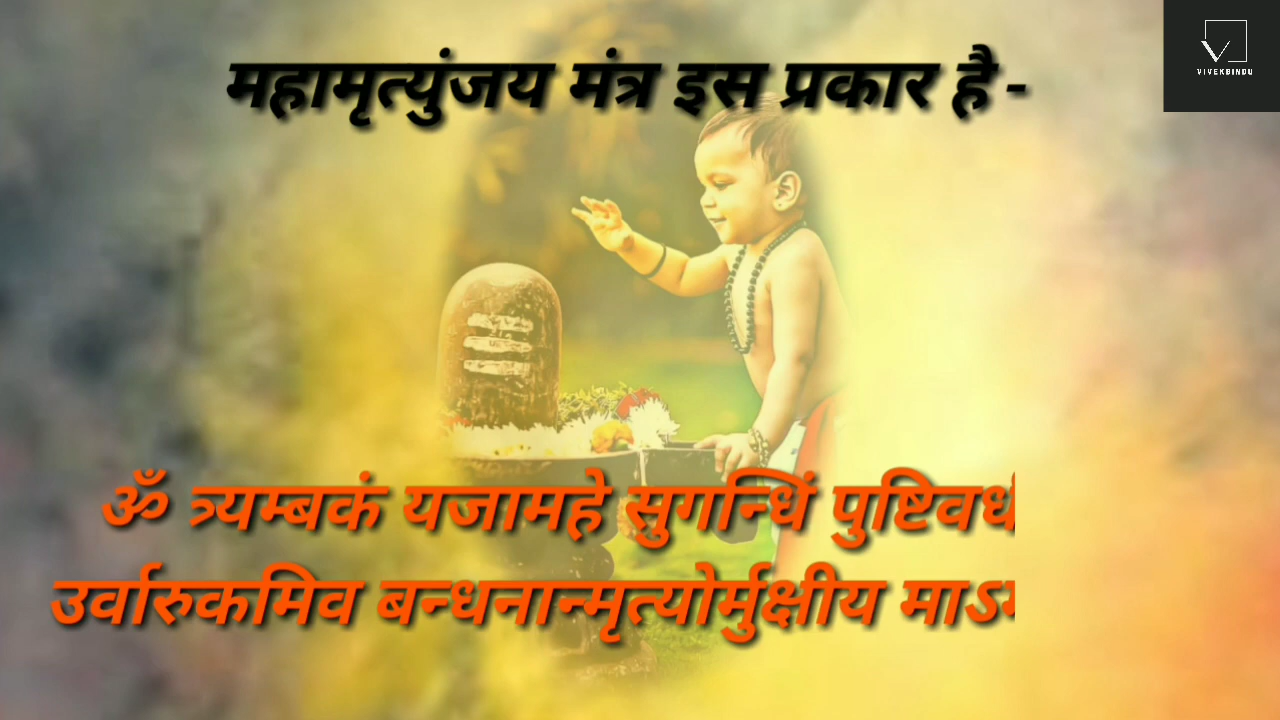 महामृत्युंजय मंत्र इस प्रकार है -
VIVEKBINDU
ॐ त्र्यम्बकं यजामहे सुगन्धिं
उर्वारुकमिव बन्धनान्मृत्योर्मुक्षीय